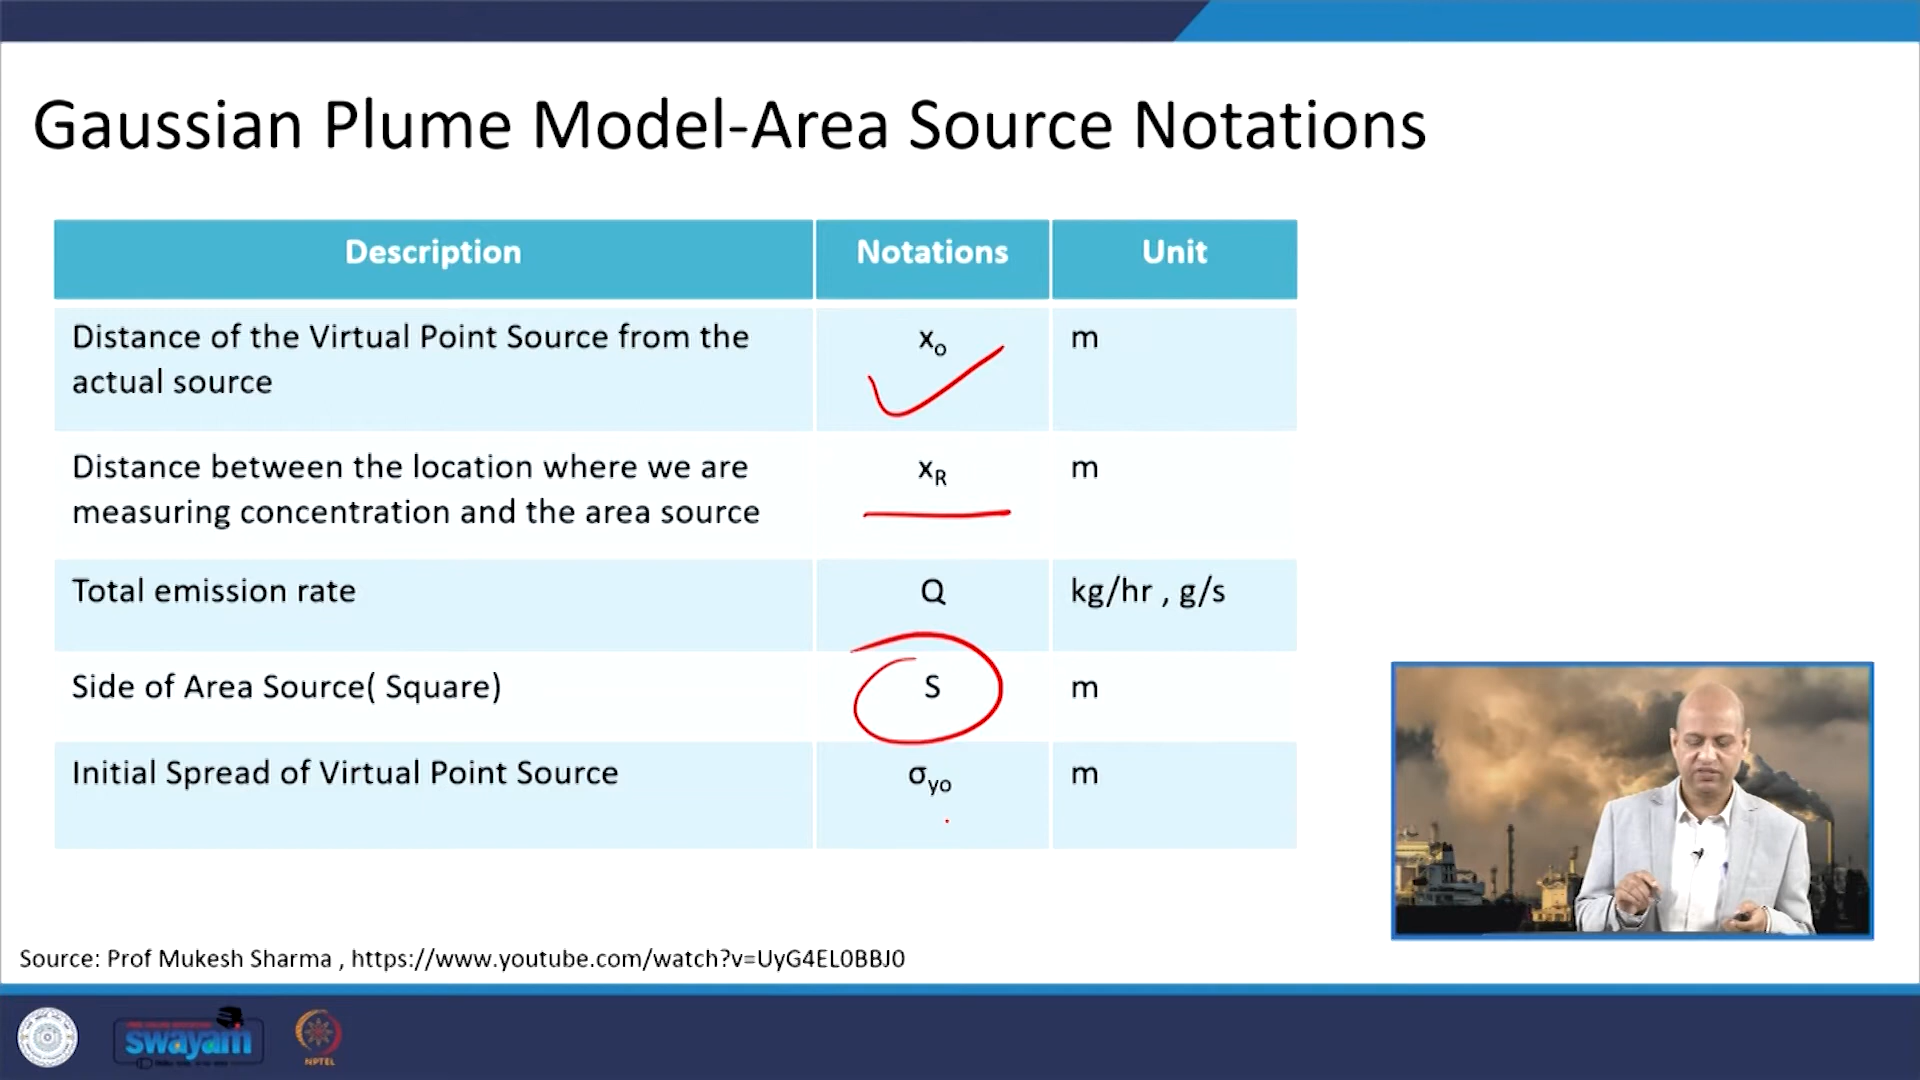 Gaussian Plume Model-Area Source Notations
Description Notations Unit
Distance of the Virtual Point Source from the
actual source
x₀ m
Distance between the location where we are
measuring concentration and the area source
xR m
Total emission rate Q kg/hr , g/s
Side of Area Source( Square) S m
Initial Spread of Virtual Point Source σyo m
Source: Prof Mukesh Sharma , https://www.youtube.com/watch?v=UyG4EL0BBJ0
swayam
NPTEL